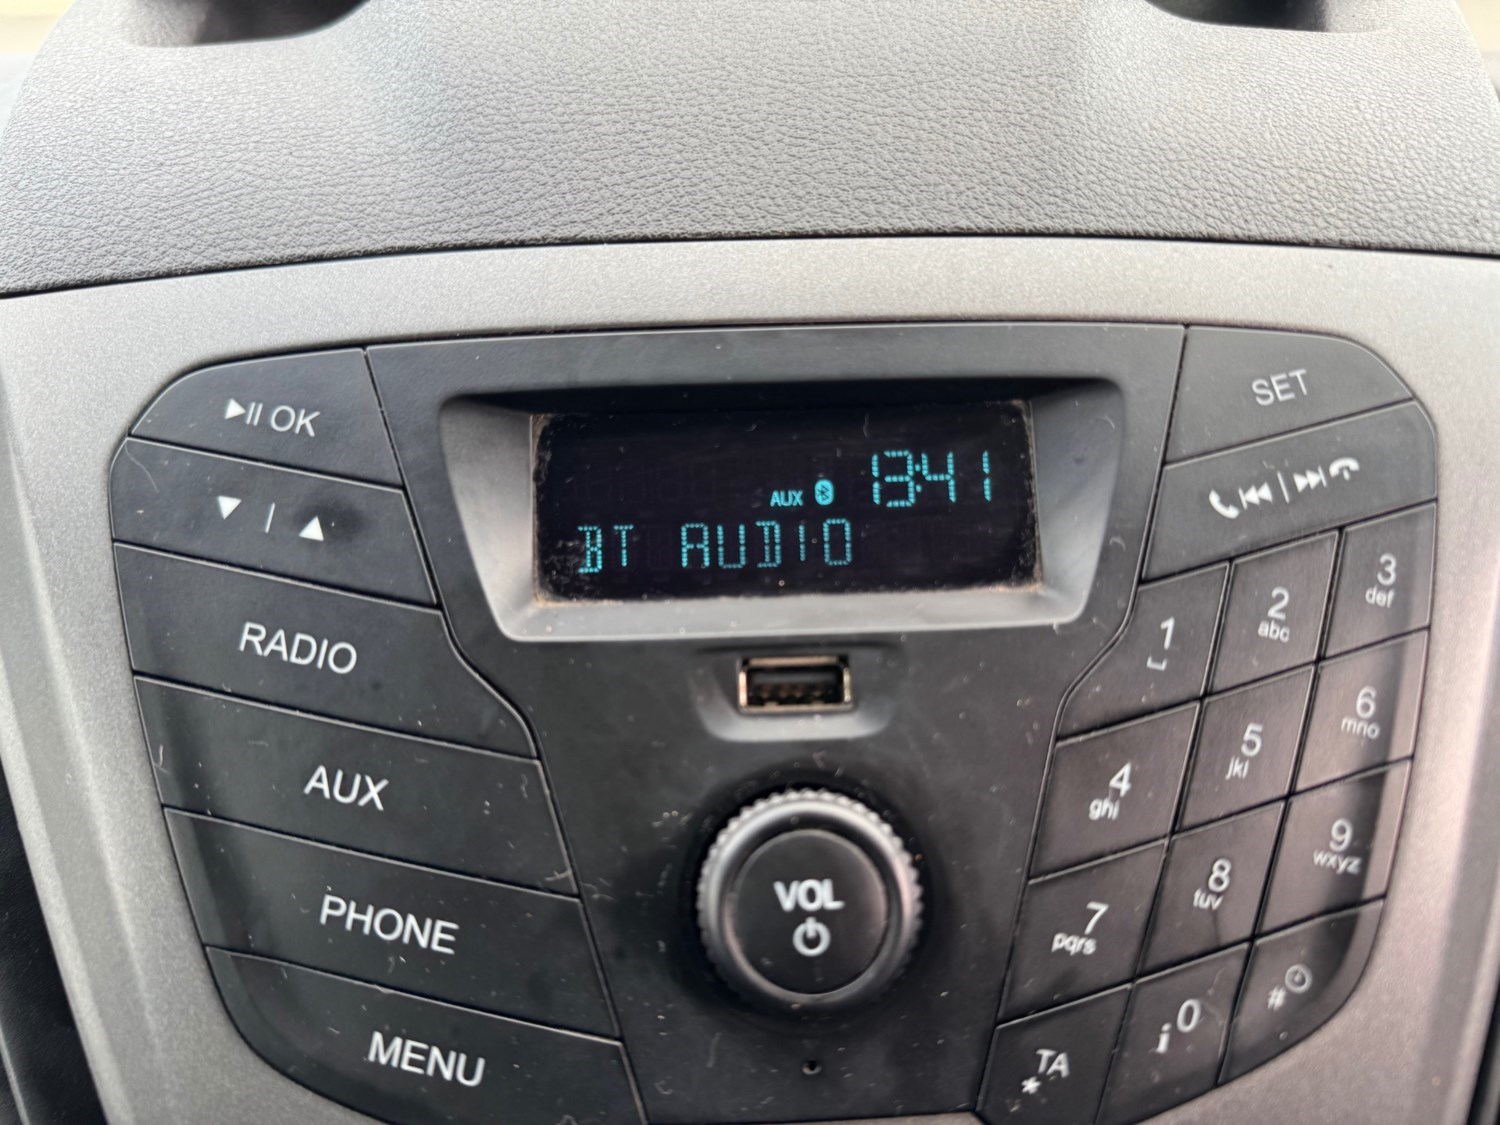 OK
SET
AUX 13:41
BT AUDIO
RADIO
AUX
PHONE
MENU
VOL
1
2
abc
3
def
4
ghi
5
jkl
6
mno
7
pqrs
8
tuv
9
wxyz
* TA
i 0
#